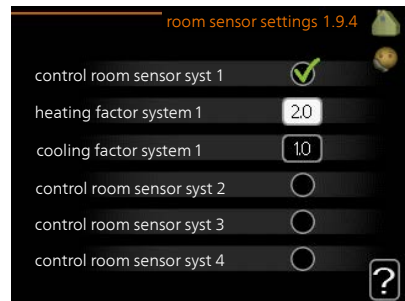 room sensor settings 1.9.4
control room sensor syst 1
heating factor system 1 2.0
cooling factor system 1 1.0
control room sensor syst 2
control room sensor syst 3
control room sensor syst 4
?